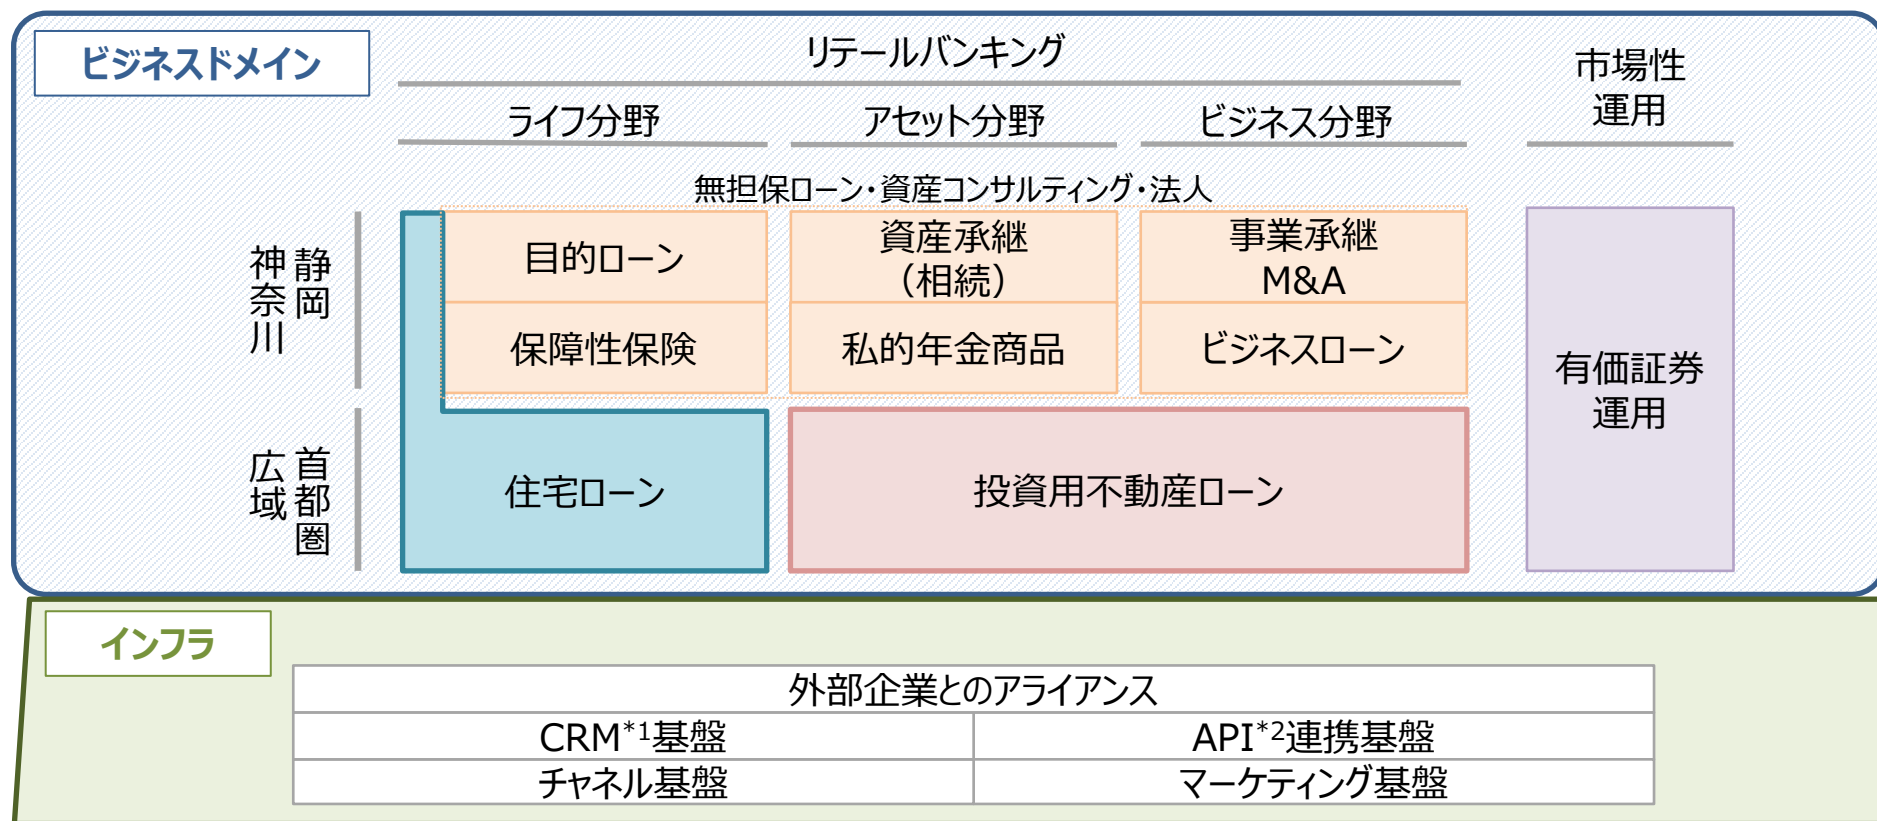 ビジネスドメイン
リテールバンキング
市場性
運用
ライフ分野
アセット分野
ビジネス分野
無担保ローン・資産コンサルティング・法人
静岡
神奈川
目的ローン
資産承継
（相続）
事業承継
M&A
保障性保険
私的年金商品
ビジネスローン
有価証券
運用
首都圏
広域
住宅ローン
投資用不動産ローン
インフラ
外部企業とのアライアンス
CRM*1基盤
API*2連携基盤
チャネル基盤
マーケティング基盤